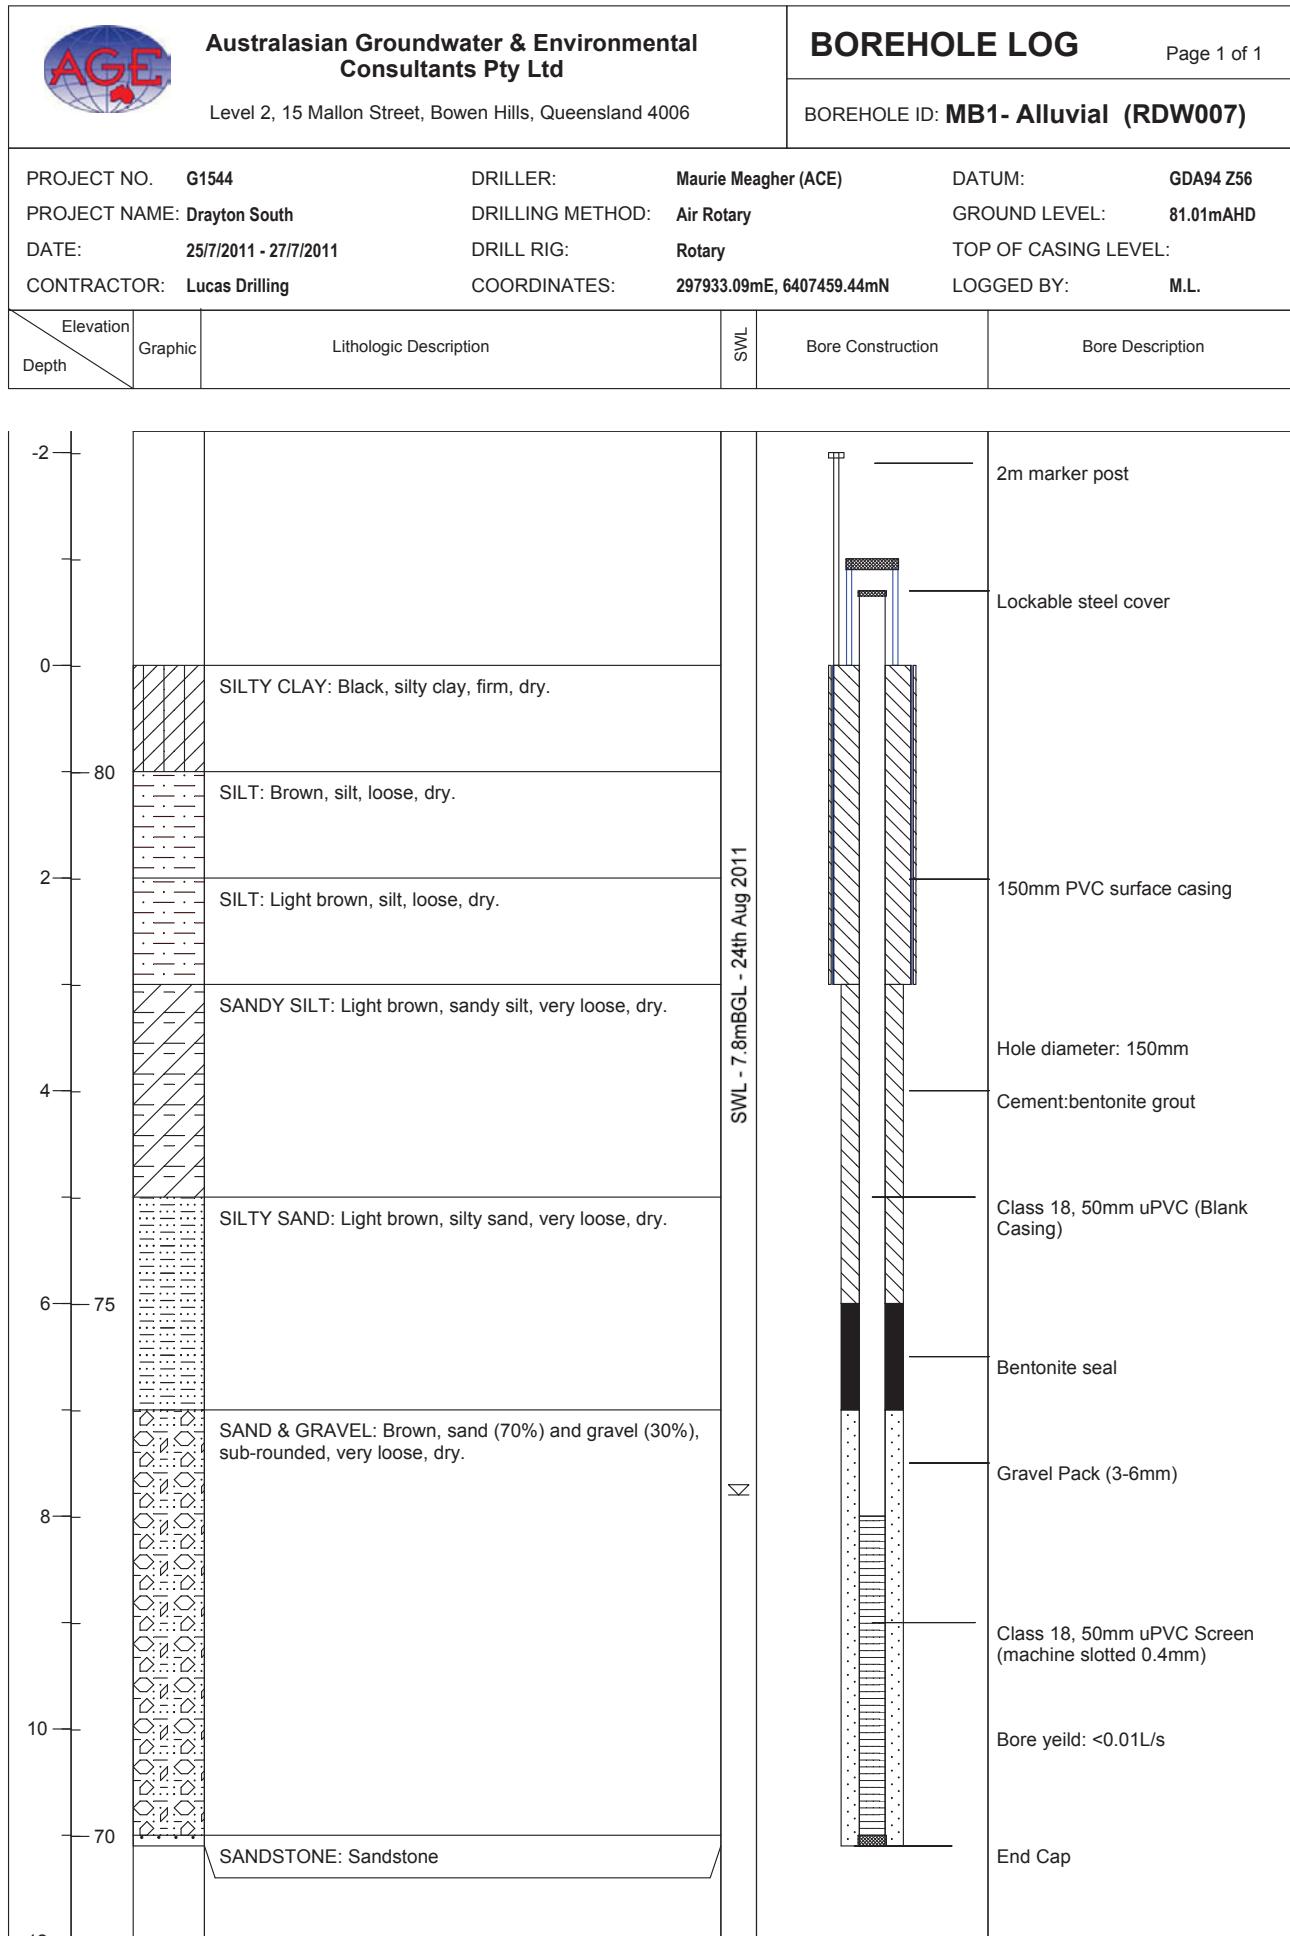 AGE
Australasian Groundwater & Environmental
Consultants Pty Ltd
Level 2, 15 Mallon Street, Bowen Hills, Queensland 4006
BOREHOLE LOG
Page 1 of 1
BOREHOLE ID: MB1- Alluvial (RDW007)
PROJECT NO. G1544
DRILLER: Maurie Meagher (ACE)
DATUM: GDA94 Z56
PROJECT NAME: Drayton South
DRILLING METHOD: Air Rotary
GROUND LEVEL: 81.01mAHD
DATE: 25/7/2011 - 27/7/2011
DRILL RIG: Rotary
TOP OF CASING LEVEL:
CONTRACTOR: Lucas Drilling
COORDINATES: 297933.09mE, 6407459.44mN
LOGGED BY: M.L.
Elevation
Depth
Graphic
Lithologic Description
SWL
Bore Construction
Bore Description
-2
2m marker post
Lockable steel cover
0
SILTY CLAY: Black, silty clay, firm, dry.
80
SILT: Brown, silt, loose, dry.
2
SILT: Light brown, silt, loose, dry.
150mm PVC surface casing
SWL - 7.8mBGL - 24th Aug 2011
SANDY SILT: Light brown, sandy silt, very loose, dry.
Hole diameter: 150mm
4
Cement:bentonite grout
SILTY SAND: Light brown, silty sand, very loose, dry.
Class 18, 50mm uPVC (Blank
Casing)
6
75
Bentonite seal
SAND & GRAVEL: Brown, sand (70%) and gravel (30%),
sub-rounded, very loose, dry.
Gravel Pack (3-6mm)
8
Class 18, 50mm uPVC Screen
(machine slotted 0.4mm)
10
Bore yeild: <0.01L/s
70
SANDSTONE: Sandstone
End Cap